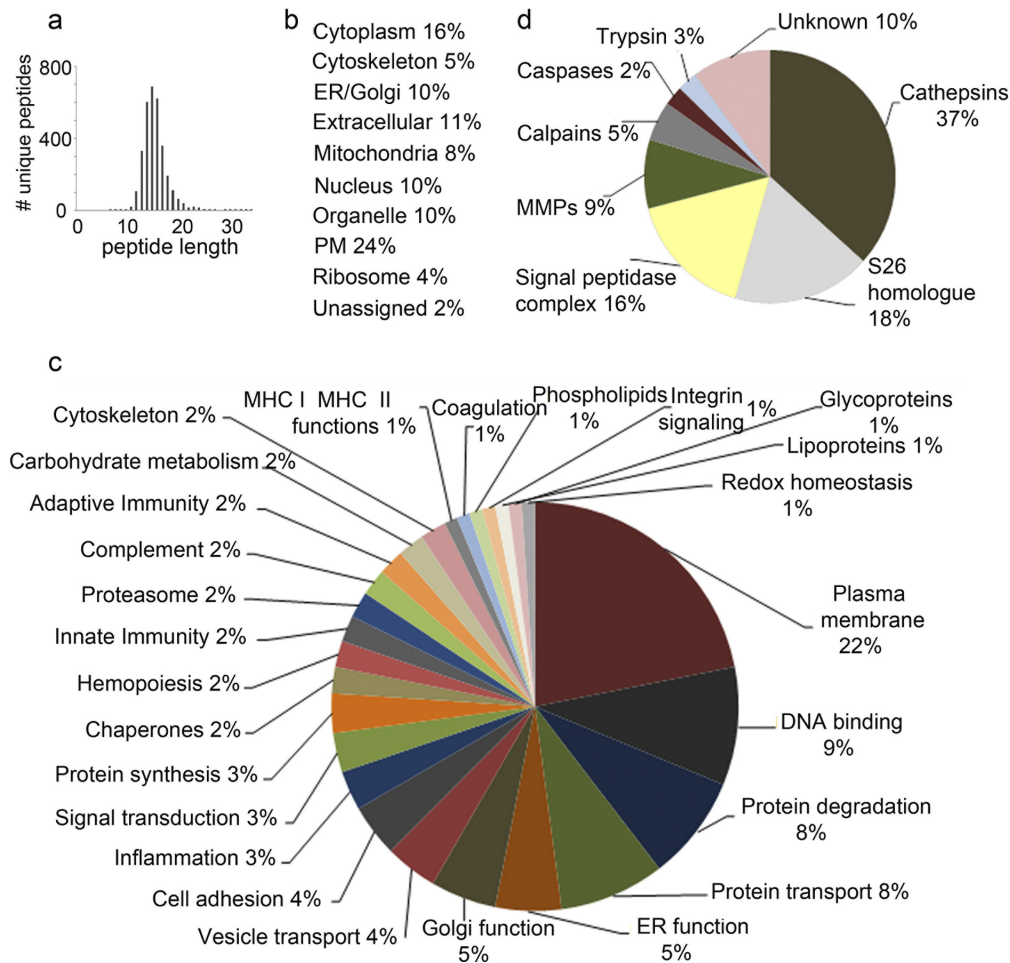 a
# unique peptides
800
400
0
0
10
20
30
peptide length
b
Cytoplasm 16%
Cytoskeleton 5%
ER/Golgi 10%
Extracellular 11%
Mitochondria 8%
Nucleus 10%
Organelle 10%
PM 24%
Ribosome 4%
Unassigned 2%
d
Unknown 10%
Trypsin 3%
Caspases 2%
Calpains 5%
MMPs 9%
Signal peptidase
complex 16%
Cathepsins
37%
S26
homologue
18%
c
Cytoskeleton 2%
Carbohydrate metabolism 2%
Adaptive Immunity 2%
Complement 2%
Proteasome 2%
Innate Immunity 2%
Hemopoiesis 2%
Chaperones 2%
Protein synthesis 3%
Signal transduction 3%
Inflammation 3%
Cell adhesion 4%
Vesicle transport 4%
Golgi function
5%
ER function
5%
Protein transport 8%
Protein degradation
8%
DNA binding
9%
Plasma
membrane
22%
MHC I MHC II
functions 1%
Coagulation
1%
Phospholipids
1%
Integrin
signaling 1%
Glycoproteins
1%
Lipoproteins 1%
Redox homeostasis
1%